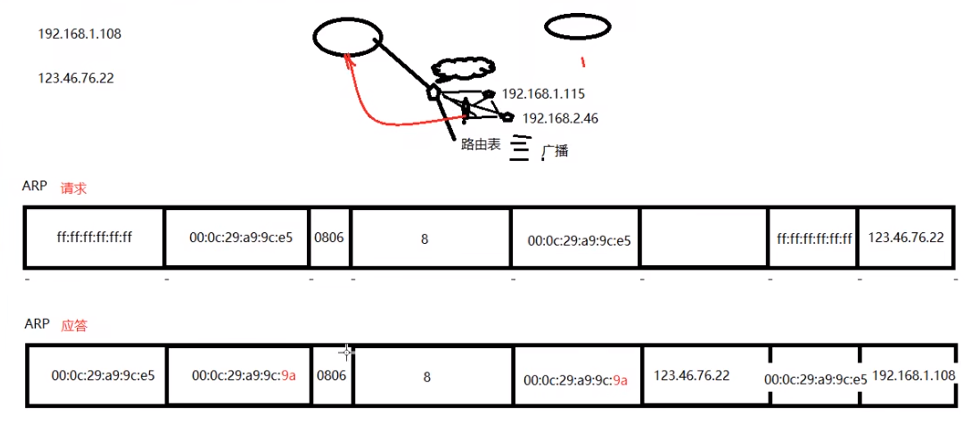 192.168.1.108
123.46.76.22
192.168.1.115
192.168.2.46
路由表 广播
ARP 请求
ff:ff:ff:ff:ff:ff 00:0c:29:a9:9c:e5 0806 8 00:0c:29:a9:9c:e5 ff:ff:ff:ff:ff:ff 123.46.76.22
ARP 应答
00:0c:29:a9:9c:e5 00:0c:29:a9:9c:9a 0806 8 00:0c:29:a9:9c:9a 123.46.76.22 00:0c:29:a9:9c:e5 192.168.1.108